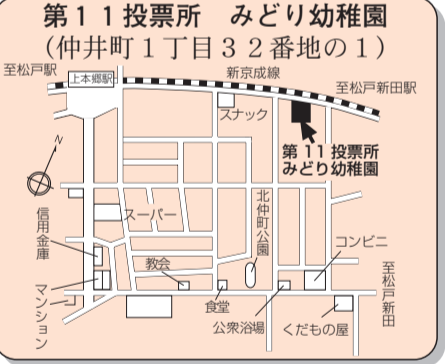 第１１投票所　みどり幼稚園
（仲井町１丁目３２番地の１）
至松戸駅
上本郷駅
新京成線
至松戸新田駅
スナック
第 11 投票所
みどり幼稚園
N
信用金庫
スーパー
北仲町公園
コンビニ
教会
至松戸新田
マンション
食堂
公衆浴場
くだもの屋